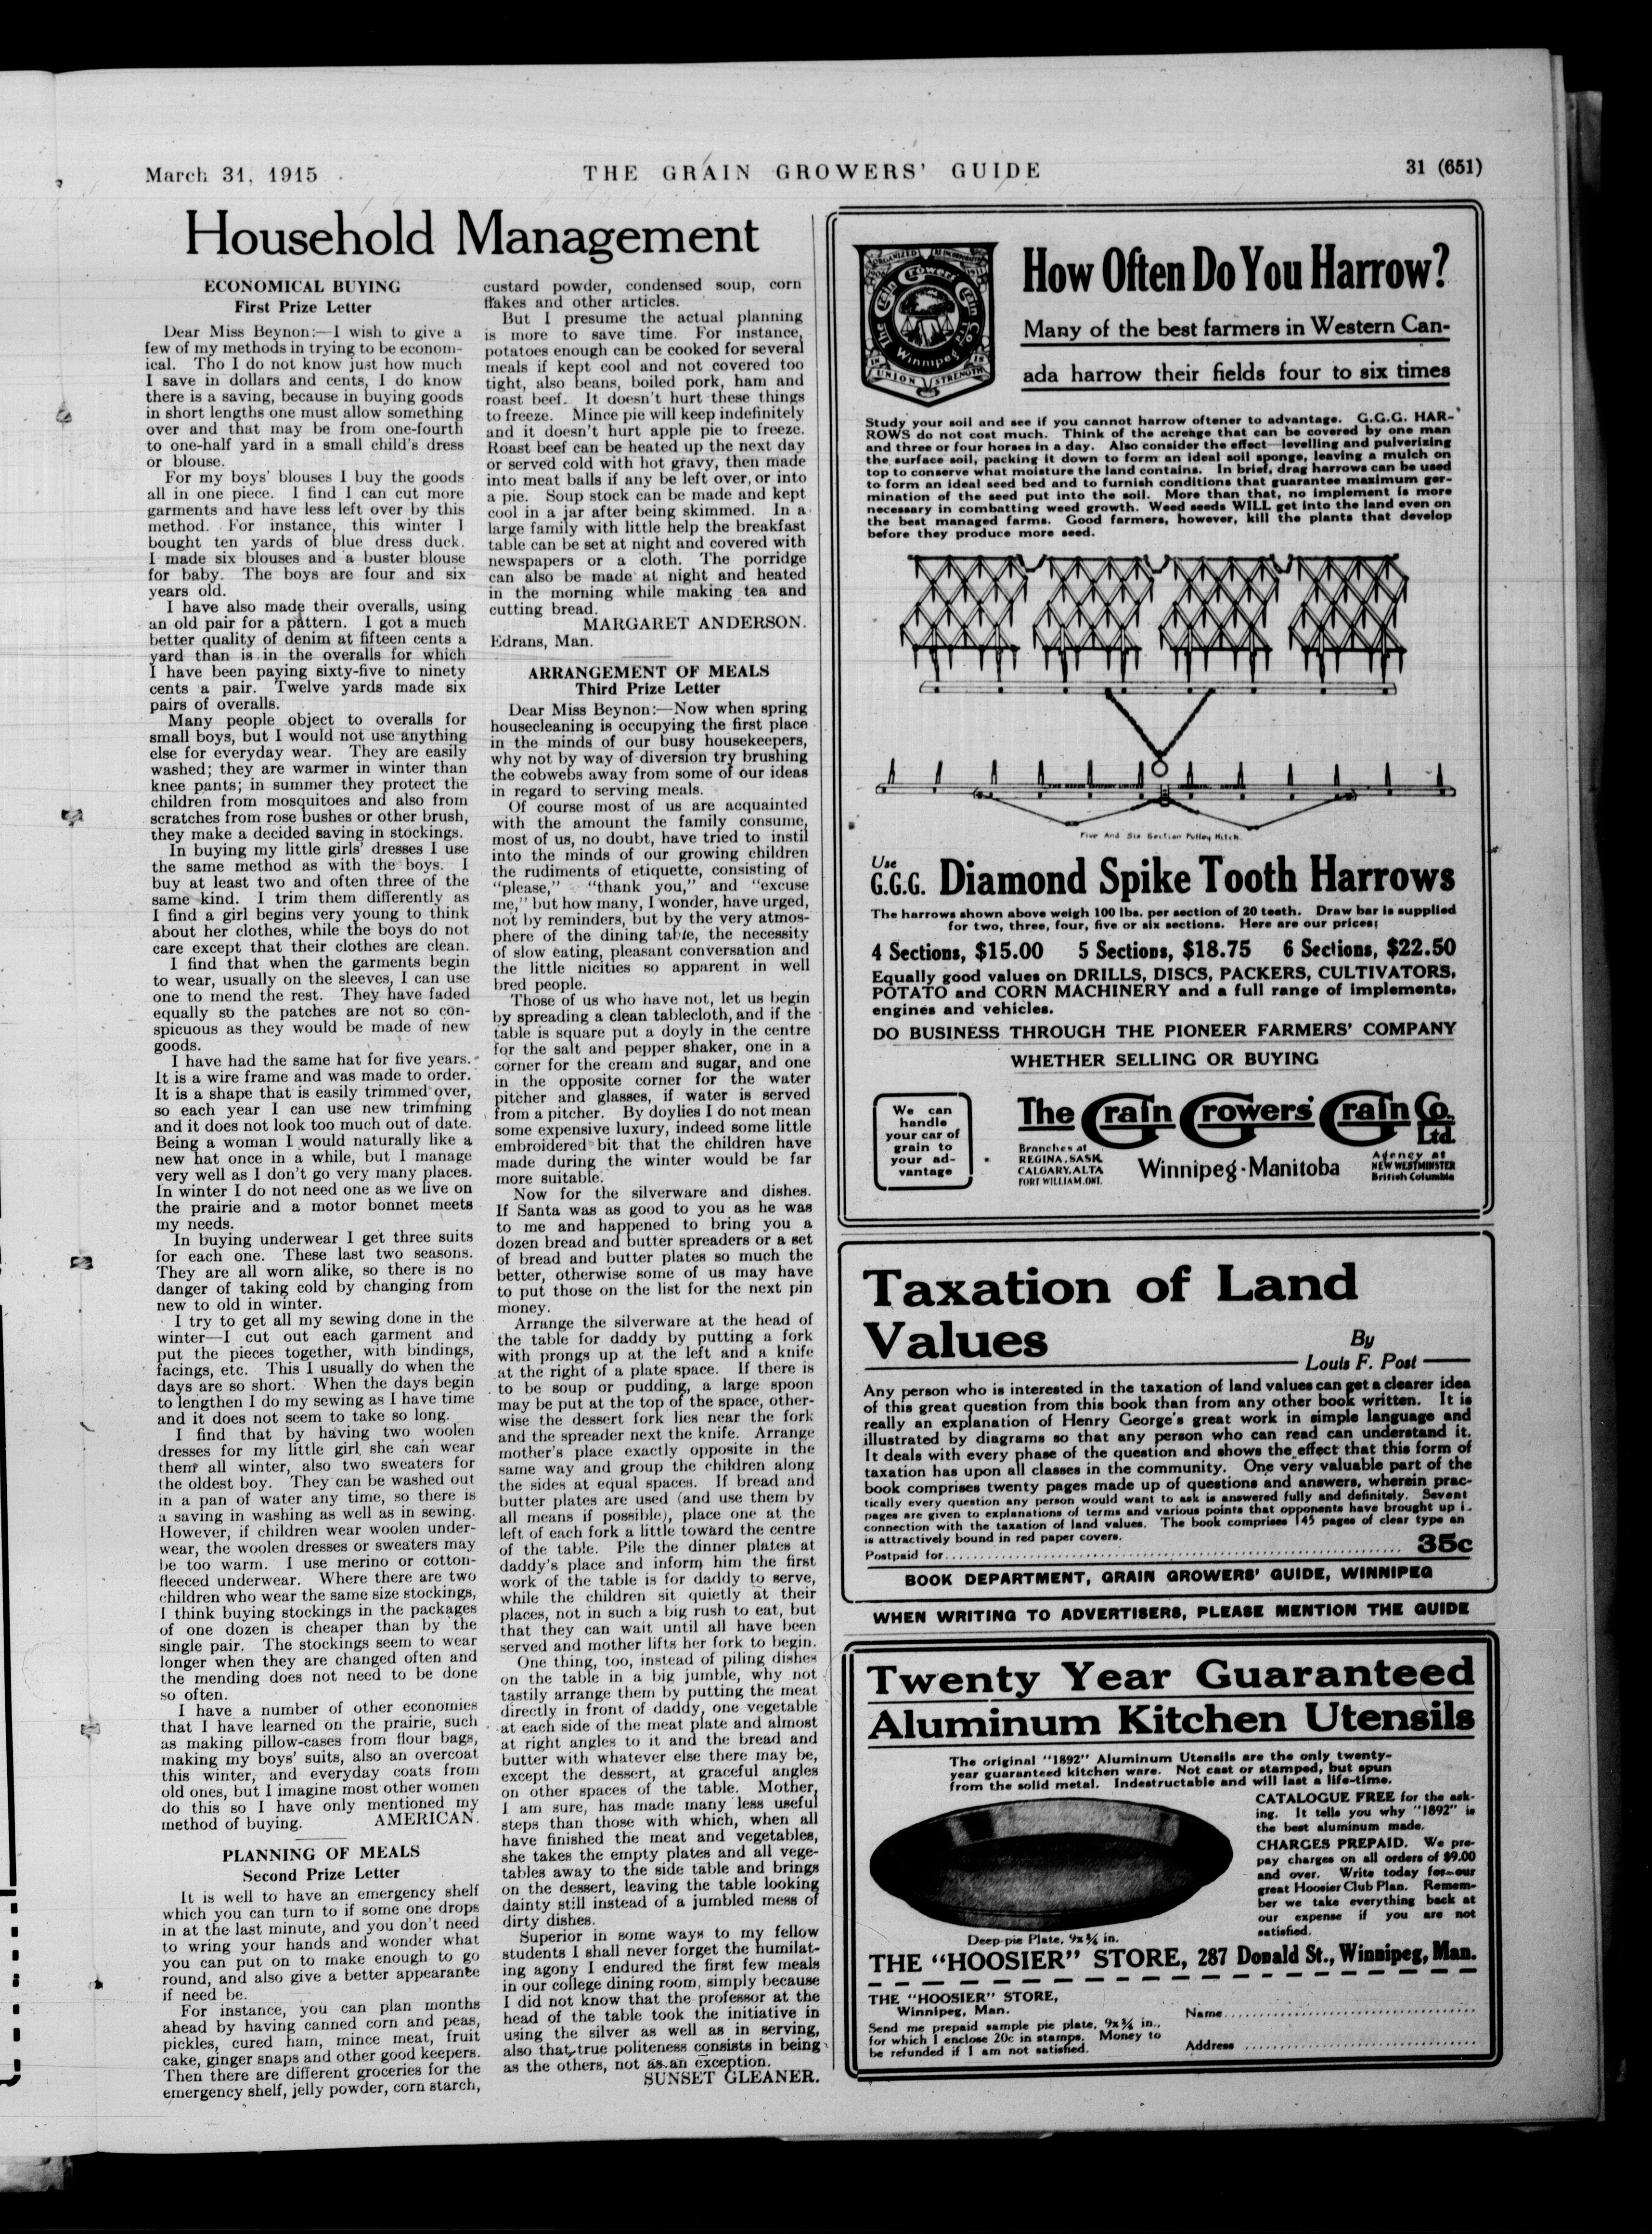 March 31, 1915
THE GRAIN GROWERS' GUIDE
31 (651)
Household Management
ECONOMICAL BUYING
First Prize Letter
Dear Miss Beynon:—I wish to give a
few of my methods in trying to be econom-
ical. Tho I do not know just how much
I save in dollars and cents, I do know
there is a saving, because in buying goods
in short lengths one must allow something
over and that may be from one-fourth
to one-half yard in a small child's dress
or blouse.
For my boys' blouses I buy the goods
all in one piece. I find I can cut more
garments and have less left over by this
method. For instance, this winter I
bought ten yards of blue dress duck.
I made six blouses and a buster blouse
for baby. The boys are four and six
years old.
I have also made their overalls, using
an old pair for a pattern. I got a much
better quality of denim at fifteen cents a
yard than is in the overalls for which
I have been paying sixty-five to ninety
cents a pair. Twelve yards made six
pairs of overalls.
Many people object to overalls for
small boys, but I would not use anything
else for everyday wear. They are easily
washed; they are warmer in winter than
knee pants; in summer they protect the
children from mosquitoes and also from
scratches from rose bushes or other brush,
they make a decided saving in stockings.
In buying my little girls' dresses I use
the same method as with the boys. I
buy at least two and often three of the
same kind. I trim them differently as
I find a girl begins very young to think
about her clothes, while the boys do not
care except that their clothes are clean.
I find that when the garments begin
to wear, usually on the sleeves, I can use
one to mend the rest. They have faded
equally so the patches are not so con-
spicuous as they would be made of new
goods.
I have had the same hat for five years.
It is a wire frame and was made to order.
It is a shape that is easily trimmed over,
so each year I can use new trimming
and it does not look too much out of date.
Being a woman I would naturally like a
new hat once in a while, but I manage
very well as I don't go very many places.
In winter I do not need one as we live on
the prairie and a motor bonnet meets
my needs.
In buying underwear I get three suits
for each one. These last two seasons.
They are all worn alike, so there is no
danger of taking cold by changing from
new to old in winter.
I try to get all my sewing done in the
winter—I cut out each garment and
put the pieces together, with bindings,
facings, etc. This I usually do when the
days are so short. When the days begin
to lengthen I do my sewing as I have time
and it does not seem to take so long.
I find that by having two woolen
dresses for my little girl she can wear
them all winter, also two sweaters for
the oldest boy. They can be washed out
in a pan of water any time, so there is
a saving in washing as well as in sewing.
However, if children wear woolen under-
wear, the woolen dresses or sweaters may
be too warm. I use merino or cotton-
fleeced underwear. Where there are two
children who wear the same size stockings,
I think buying stockings in the packages
of one dozen is cheaper than by the
single pair. The stockings seem to wear
longer when they are changed often and
the mending does not need to be done
so often.
I have a number of other economies
that I have learned on the prairie, such
as making pillow-cases from flour bags,
making my boys' suits, also an overcoat
this winter, and everyday coats from
old ones, but I imagine most other women
do this so I have only mentioned my
method of buying. AMERICAN.
PLANNING OF MEALS
Second Prize Letter
It is well to have an emergency shelf
which you can turn to if some one drops
in at the last minute, and you don't need
to wring your hands and wonder what
you can put on to make enough to go
round, and also give a better appearante
if need be.
For instance, you can plan months
ahead by having canned corn and peas,
pickles, cured ham, mince meat, fruit
cake, ginger snaps and other good keepers.
Then there are different groceries for the
emergency shelf, jelly powder, corn starch,
custard powder, condensed soup, corn
flakes and other articles.
But I presume the actual planning
is more to save time. For instance,
potatoes enough can be cooked for several
meals if kept cool and not covered too
tight, also beans, boiled pork, ham and
roast beef. It doesn't hurt these things
to freeze. Mince pie will keep indefinitely
and it doesn't hurt apple pie to freeze.
Roast beef can be heated up the next day
or served cold with hot gravy, then made
into meat balls if any be left over, or into
a pie. Soup stock can be made and kept
cool in a jar after being skimmed. In a
large family with little help the breakfast
table can be set at night and covered with
newspapers or a cloth. The porridge
can also be made at night and heated
in the morning while making tea and
cutting bread.
MARGARET ANDERSON.
Edrans, Man.
ARRANGEMENT OF MEALS
Third Prize Letter
Dear Miss Beynon:—Now when spring
housecleaning is occupying the first place
in the minds of our busy housekeepers,
why not by way of diversion try brushing
the cobwebs away from some of our ideas
in regard to serving meals.
Of course most of us are acquainted
with the amount the family consume,
most of us, no doubt, have tried to instil
into the minds of our growing children
the rudiments of etiquette, consisting of
"please," "thank you," and "excuse
me," but how many, I wonder, have urged,
not by reminders, but by the very atmos-
phere of the dining table, the necessity
of slow eating, pleasant conversation and
the little nicities so apparent in well
bred people.
Those of us who have not, let us begin
by spreading a clean tablecloth, and if the
table is square put a doyly in the centre
for the salt and pepper shaker, one in a
corner for the cream and sugar, and one
in the opposite corner for the water
pitcher and glasses, if water is served
from a pitcher. By doylies I do not mean
some expensive luxury, indeed some little
embroidered bit that the children have
made during the winter would be far
more suitable.
Now for the silverware and dishes.
If Santa was as good to you as he was
to me and happened to bring you a
dozen bread and butter spreaders or a set
of bread and butter plates so much the
better, otherwise some of us may have
to put those on the list for the next pin
money.
Arrange the silverware at the head of
the table for daddy by putting a fork
with prongs up at the left and a knife
at the right of a plate space. If there is
to be soup or pudding, a large spoon
may be put at the top of the space, other-
wise the dessert fork lies near the fork
and the spreader next the knife. Arrange
mother's place exactly opposite in the
same way and group the children along
the sides at equal spaces. If bread and
butter plates are used (and use them by
all means if possible), place one at the
left of each fork a little toward the centre
of the table. Pile the dinner plates at
daddy's place and inform him the first
work of the table is for daddy to serve,
while the children sit quietly at their
places, not in such a big rush to eat, but
that they can wait until all have been
served and mother lifts her fork to begin.
One thing, too, instead of piling dishes
on the table in a big jumble, why not
tastily arrange them by putting the meat
directly in front of daddy, one vegetable
at each side of the meat plate and almost
at right angles to it and the bread and
butter with whatever else there may be,
except the dessert, at graceful angles
on other spaces of the table. Mother,
I am sure, has made many less useful
steps than those with which, when all
have finished the meat and vegetables,
she takes the empty plates and all vege-
tables away to the side table and brings
on the dessert, leaving the table looking
dainty still instead of a jumbled mess of
dirty dishes.
Superior in some ways to my fellow
students I shall never forget the humilat-
ing agony I endured the first few meals
in our college dining room, simply because
I did not know that the professor at the
head of the table took the initiative in
using the silver as well as in serving,
also that true politeness consists in being
as the others, not as an exception.
SUNSET GLEANER.
ORGANIZED 1906 REINCORPORATED 1911
The Grain Growers Grain Co. Ltd.
Winnipeg
IN UNION IS STRENGTH
How Often Do You Harrow?
Many of the best farmers in Western Can-
ada harrow their fields four to six times
Study your soil and see if you cannot harrow oftener to advantage. G.G.G. HAR-
ROWS do not cost much. Think of the acreage that can be covered by one man
and three or four horses in a day. Also consider the effect—levelling and pulverizing
the surface soil, packing it down to form an ideal soil sponge, leaving a mulch on
top to conserve what moisture the land contains. In brief, drag harrows can be used
to form an ideal seed bed and to furnish conditions that guarantee maximum ger-
mination of the seed put into the soil. More than that, no implement is more
necessary in combatting weed growth. Weed seeds WILL get into the land even on
the best managed farms. Good farmers, however, kill the plants that develop
before they produce more seed.
Five And Six Section Pulley Hitch.
Use
G.G.G. Diamond Spike Tooth Harrows
The harrows shown above weigh 100 lbs. per section of 20 teeth. Draw bar is supplied
for two, three, four, five or six sections. Here are our prices:
4 Sections, $15.00 5 Sections, $18.75 6 Sections, $22.50
Equally good values on DRILLS, DISCS, PACKERS, CULTIVATORS,
POTATO and CORN MACHINERY and a full range of implements,
engines and vehicles.
DO BUSINESS THROUGH THE PIONEER FARMERS' COMPANY
WHETHER SELLING OR BUYING
We can
handle
your car of
grain to
your ad-
vantage
The Grain Growers' Grain Co. Ltd.
Branches at
REGINA, SASK.
CALGARY, ALTA
FORT WILLIAM, ONT.
Winnipeg - Manitoba
Agency at
NEW WESTMINSTER
British Columbia
Taxation of Land
Values
By
Louis F. Post
Any person who is interested in the taxation of land values can get a clearer idea
of this great question from this book than from any other book written. It is
really an explanation of Henry George's great work in simple language and
illustrated by diagrams so that any person who can read can understand it.
It deals with every phase of the question and shows the effect that this form of
taxation has upon all classes in the community. One very valuable part of the
book comprises twenty pages made up of questions and answers, wherein prac-
tically every question any person would want to ask is answered fully and definitely. Sevent
pages are given to explanations of terms and various points that opponents have brought up i
connection with the taxation of land values. The book comprises 145 pages of clear type an
is attractively bound in red paper covers.
Postpaid for.......... 35c
BOOK DEPARTMENT, GRAIN GROWERS' GUIDE, WINNIPEG
WHEN WRITING TO ADVERTISERS, PLEASE MENTION THE GUIDE
Twenty Year Guaranteed
Aluminum Kitchen Utensils
The original "1892" Aluminum Utensils are the only twenty-
year guaranteed kitchen ware. Not cast or stamped, but spun
from the solid metal. Indestructable and will last a life-time.
CATALOGUE FREE for the ask-
ing. It tells you why "1892" is
the best aluminum made.
CHARGES PREPAID. We pre-
pay charges on all orders of $9.00
and over. Write today for our
great Hoosier Club Plan. Remem-
ber we take everything back at
our expense if you are not
satisfied.
Deep pie Plate, 9x¾ in.
THE "HOOSIER" STORE, 287 Donald St., Winnipeg, Man.
THE "HOOSIER" STORE,
Winnipeg, Man.
Send me prepaid sample pie plate, 9x¾ in.,
for which I enclose 20c in stamps. Money to
be refunded if I am not satisfied.
Name..........
Address ..........